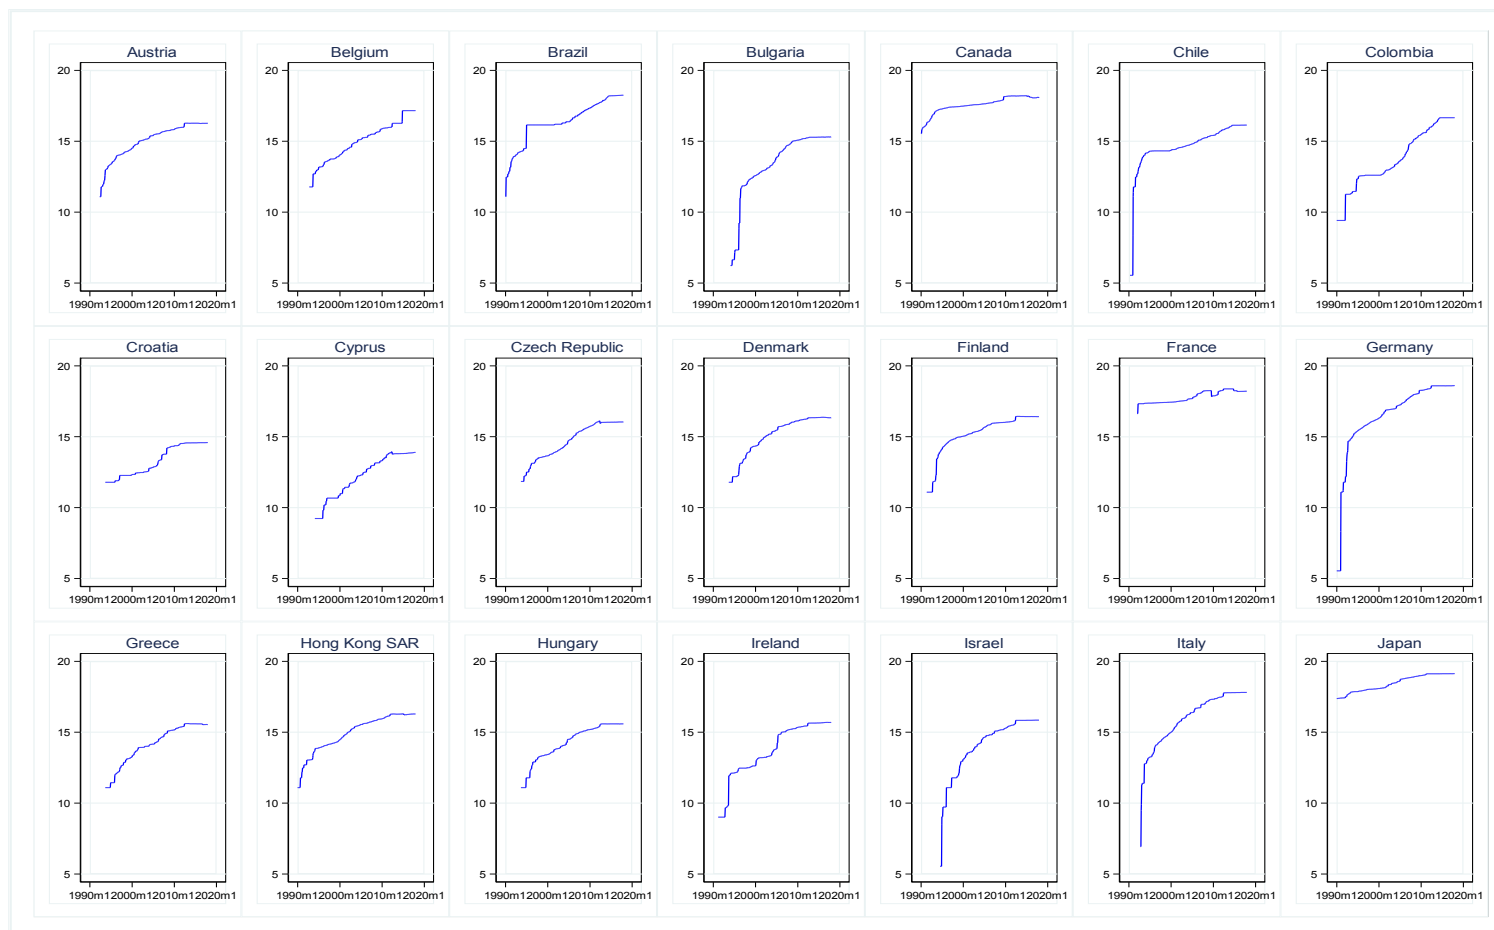 Austria Belgium Brazil Bulgaria Canada Chile Colombia
20 20 20 20 20 20 20
15 15 15 15 15 15 15
10 10 10 10 10 10 10
5 5 5 5 5 5 5
1990m12000m12010m12020m1 1990m12000m12010m12020m1 1990m12000m12010m12020m1 1990m12000m12010m12020m1 1990m12000m12010m12020m1 1990m12000m12010m12020m1 1990m12000m12010m12020m1
Croatia Cyprus Czech Republic Denmark Finland France Germany
20 20 20 20 20 20 20
15 15 15 15 15 15 15
10 10 10 10 10 10 10
5 5 5 5 5 5 5
1990m12000m12010m12020m1 1990m12000m12010m12020m1 1990m12000m12010m12020m1 1990m12000m12010m12020m1 1990m12000m12010m12020m1 1990m12000m12010m12020m1 1990m12000m12010m12020m1
Greece Hong Kong SAR Hungary Ireland Israel Italy Japan
20 20 20 20 20 20 20
15 15 15 15 15 15 15
10 10 10 10 10 10 10
5 5 5 5 5 5 5
1990m12000m12010m12020m1 1990m12000m12010m12020m1 1990m12000m12010m12020m1 1990m12000m12010m12020m1 1990m12000m12010m12020m1 1990m12000m12010m12020m1 1990m12000m12010m12020m1